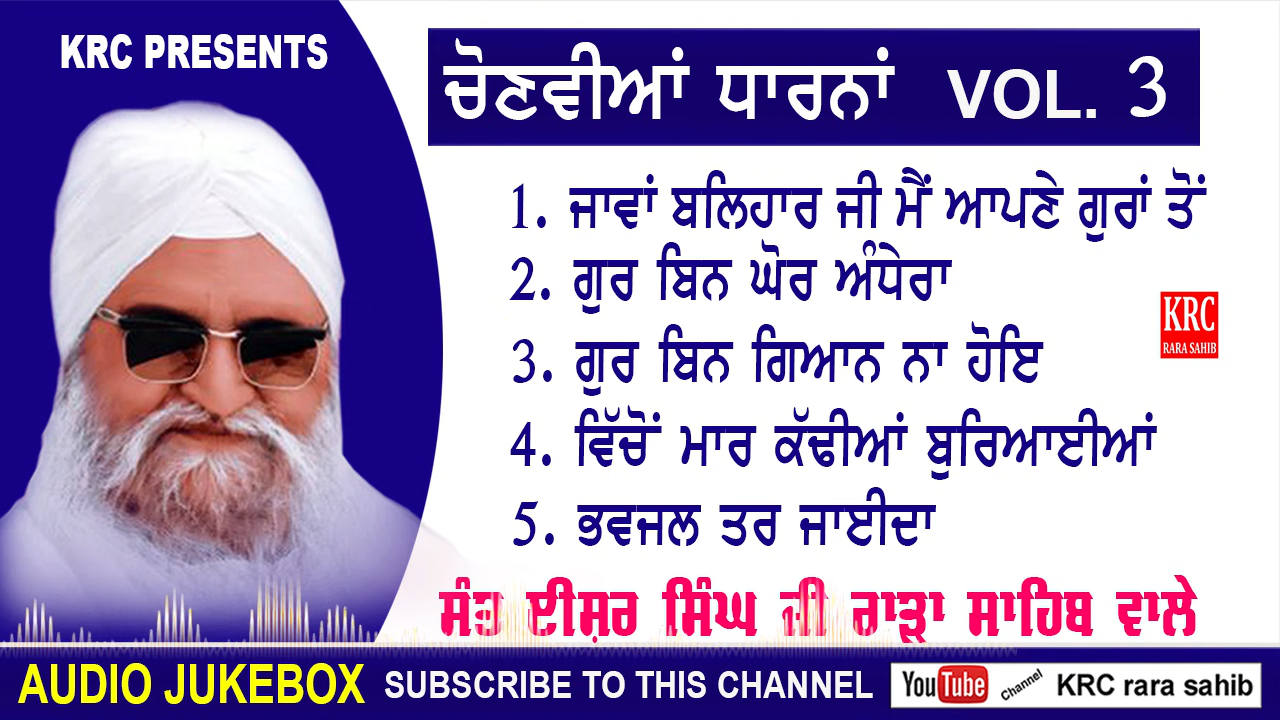 KRC PRESENTS
ਚੋਣਵੀਆਂ ਧਾਰਨਾਂ VOL. 3
1. ਜਾਵਾਂ ਬਲਿਹਾਰ ਜੀ ਮੈਂ ਆਪਣੇ ਗੁਰਾਂ ਤੋਂ
2. ਗੁਰ ਬਿਨ ਘੋਰ ਅੰਧੇਰਾ
KRC
RARA SAHIB
3. ਗੁਰ ਬਿਨ ਗਿਆਨ ਨਾ ਹੋਇ
4. ਵਿੱਚੋਂ ਮਾਰ ਕੱਢੀਆਂ ਬੁਰਿਆਈਆਂ
5. ਭਵਜਲ ਤਰ ਜਾਈਦਾ
ਸੰਤ ਈਸ਼ਰ ਸਿੰਘ ਜੀ ਰਾੜਾ ਸਾਹਿਬ ਵਾਲੇ
AUDIO JUKEBOX SUBSCRIBE TO THIS CHANNEL YouTube Channel KRC rara sahib